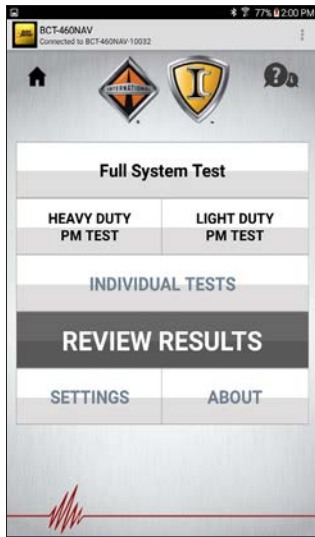 77% 2:00 PM
BCT-460NAV
Connected to BCT-460NAV-10032
INTERNATIONAL
Full System Test
HEAVY DUTY
PM TEST
LIGHT DUTY
PM TEST
INDIVIDUAL TESTS
REVIEW RESULTS
SETTINGS
ABOUT